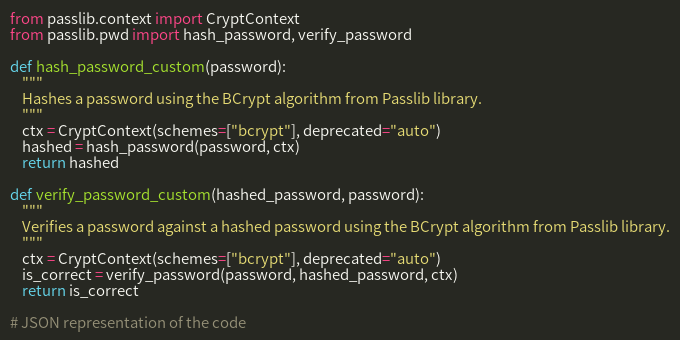 from passlib.context import CryptContext
from passlib.pwd import hash_password, verify_password
def hash_password_custom(password):
"""
Hashes a password using the BCrypt algorithm from Passlib library.
"""
ctx = CryptContext(schemes=["bcrypt"], deprecated="auto")
hashed = hash_password(password, ctx)
return hashed
def verify_password_custom(hashed_password, password):
"""
Verifies a password against a hashed password using the BCrypt algorithm from Passlib library.
"""
ctx = CryptContext(schemes=["bcrypt"], deprecated="auto")
is_correct = verify_password(password, hashed_password, ctx)
return is_correct
# JSON representation of the code